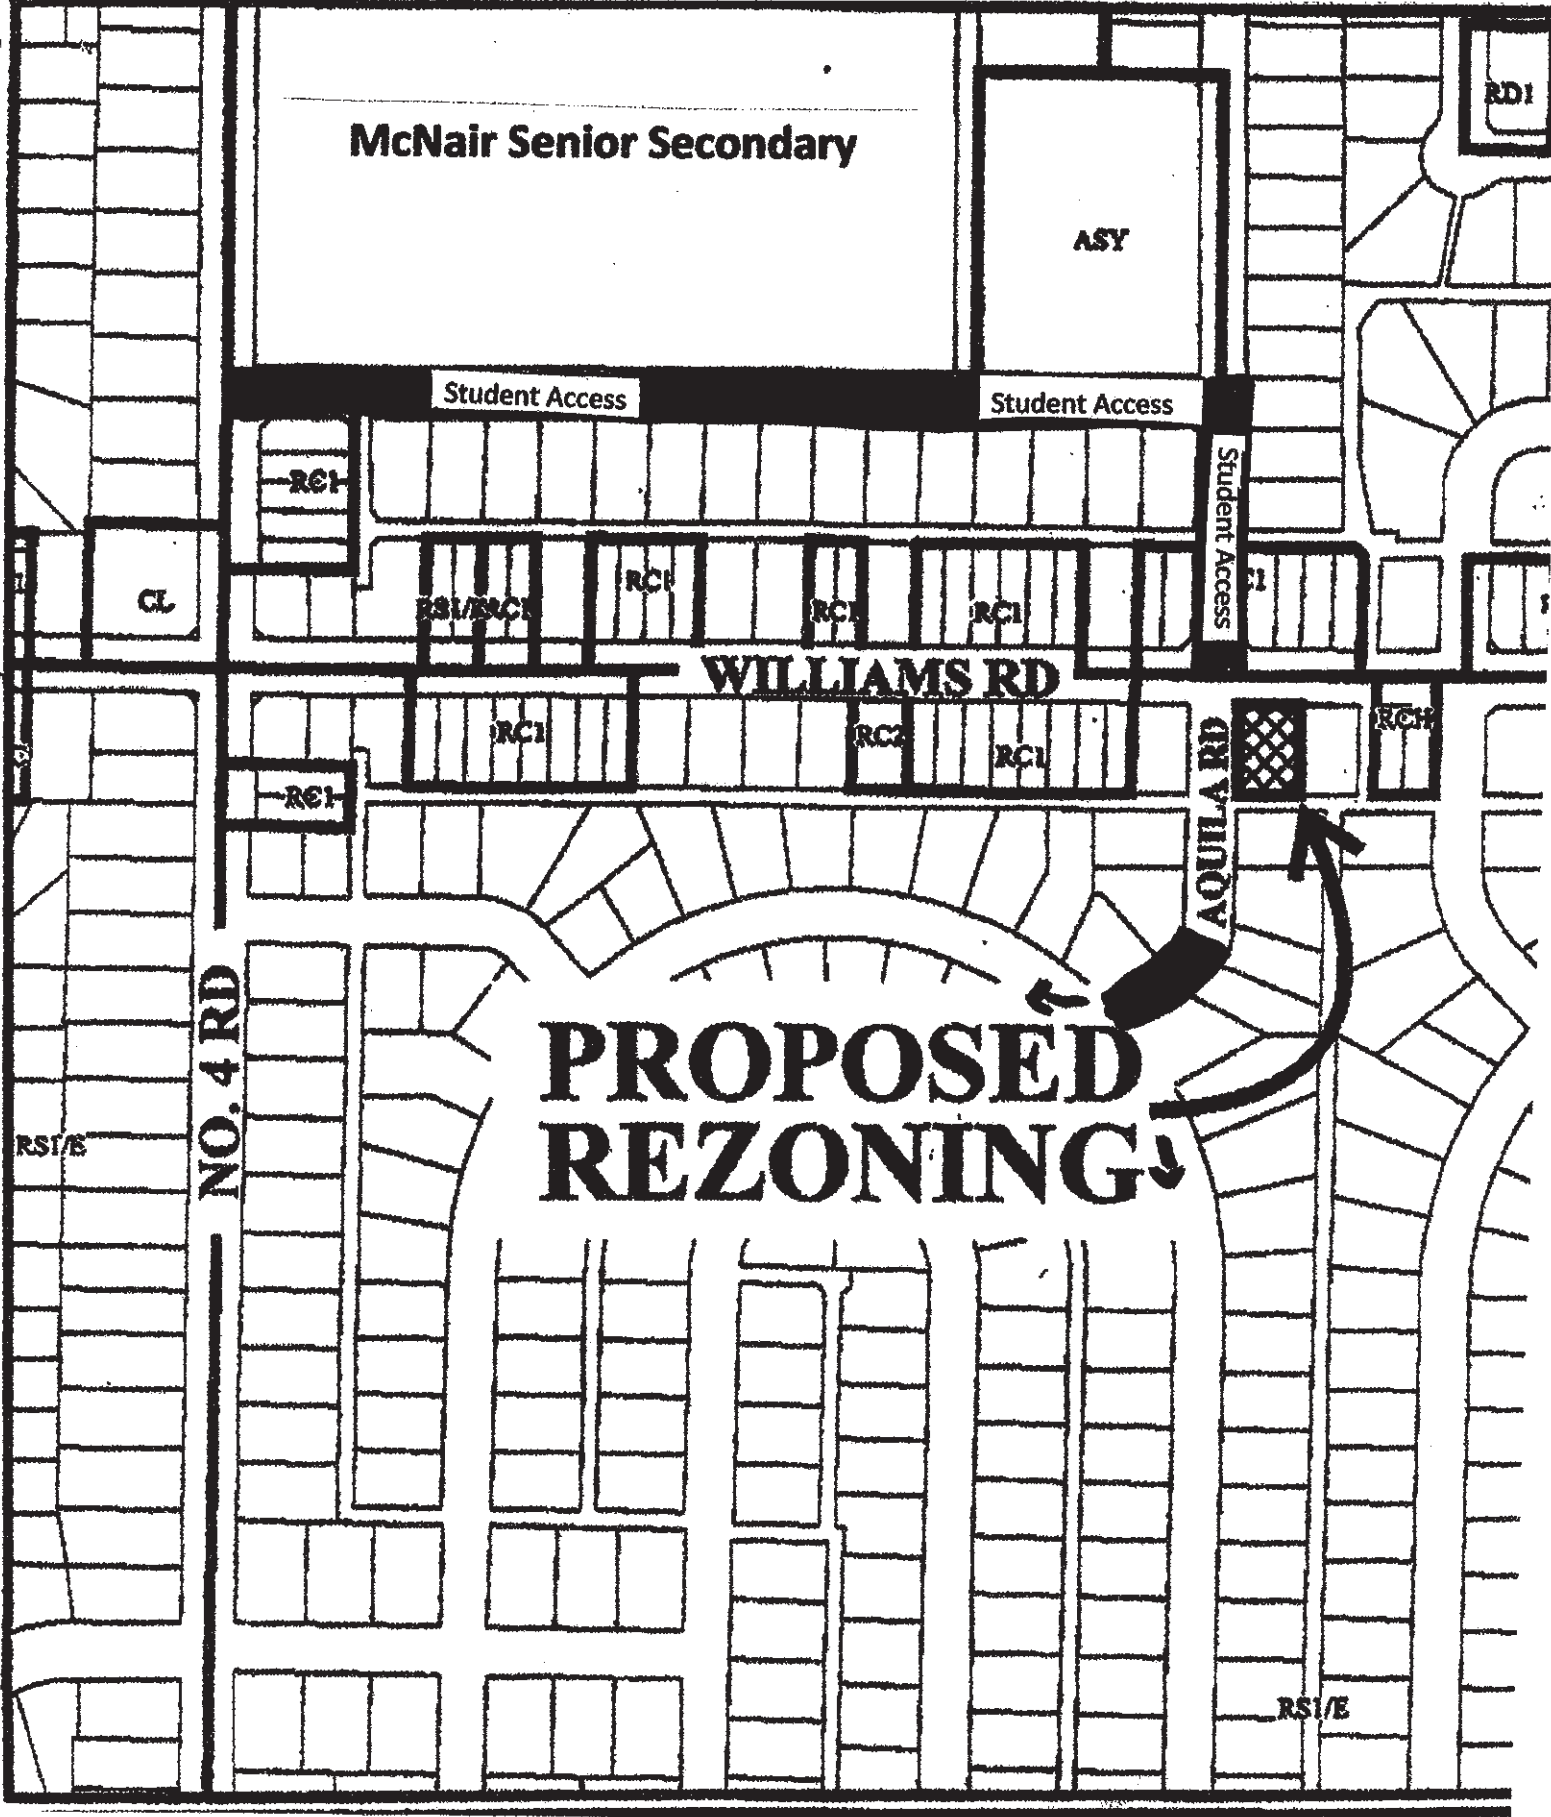 RD1
McNair Senior Secondary
ASY
Student Access
Student Access
RC1
Student Access
CL
RS1/E
RC1
RC1
RC1
RC1
C1
WILLIAMS RD
RC1
RC2
RC1
RCH
RC1
AQUILA RD
NO. 4 RD
PROPOSED
REZONING
RS1/E
RS1/E